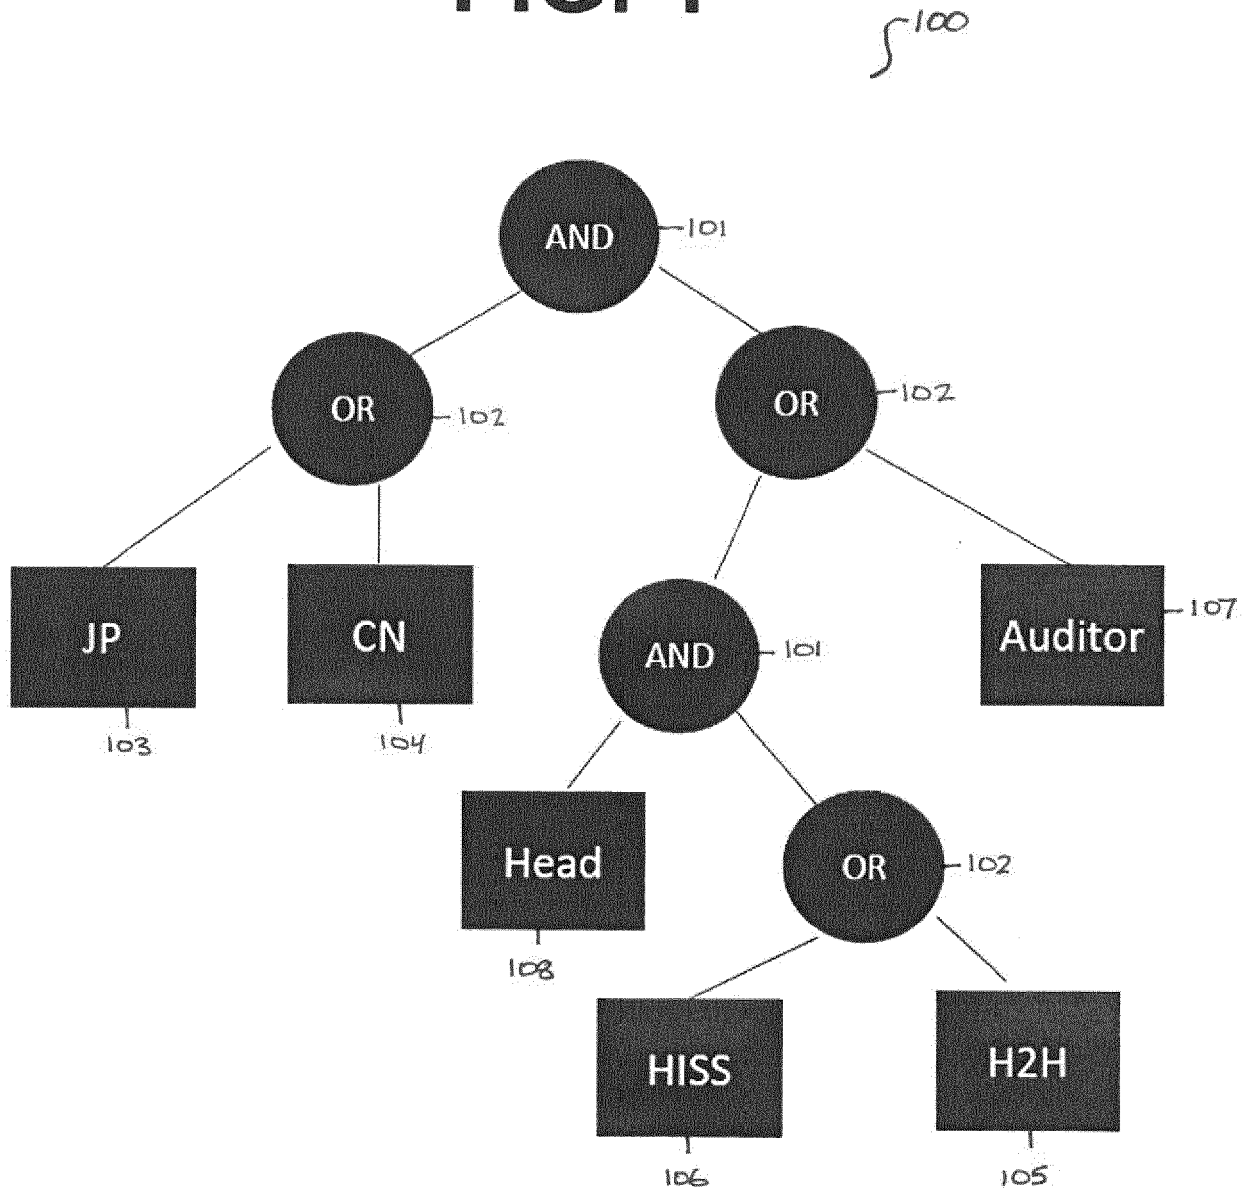 100
AND
101
OR
102
OR
102
JP
103
CN
104
AND
101
Auditor
107
Head
108
OR
102
HISS
106
H2H
105